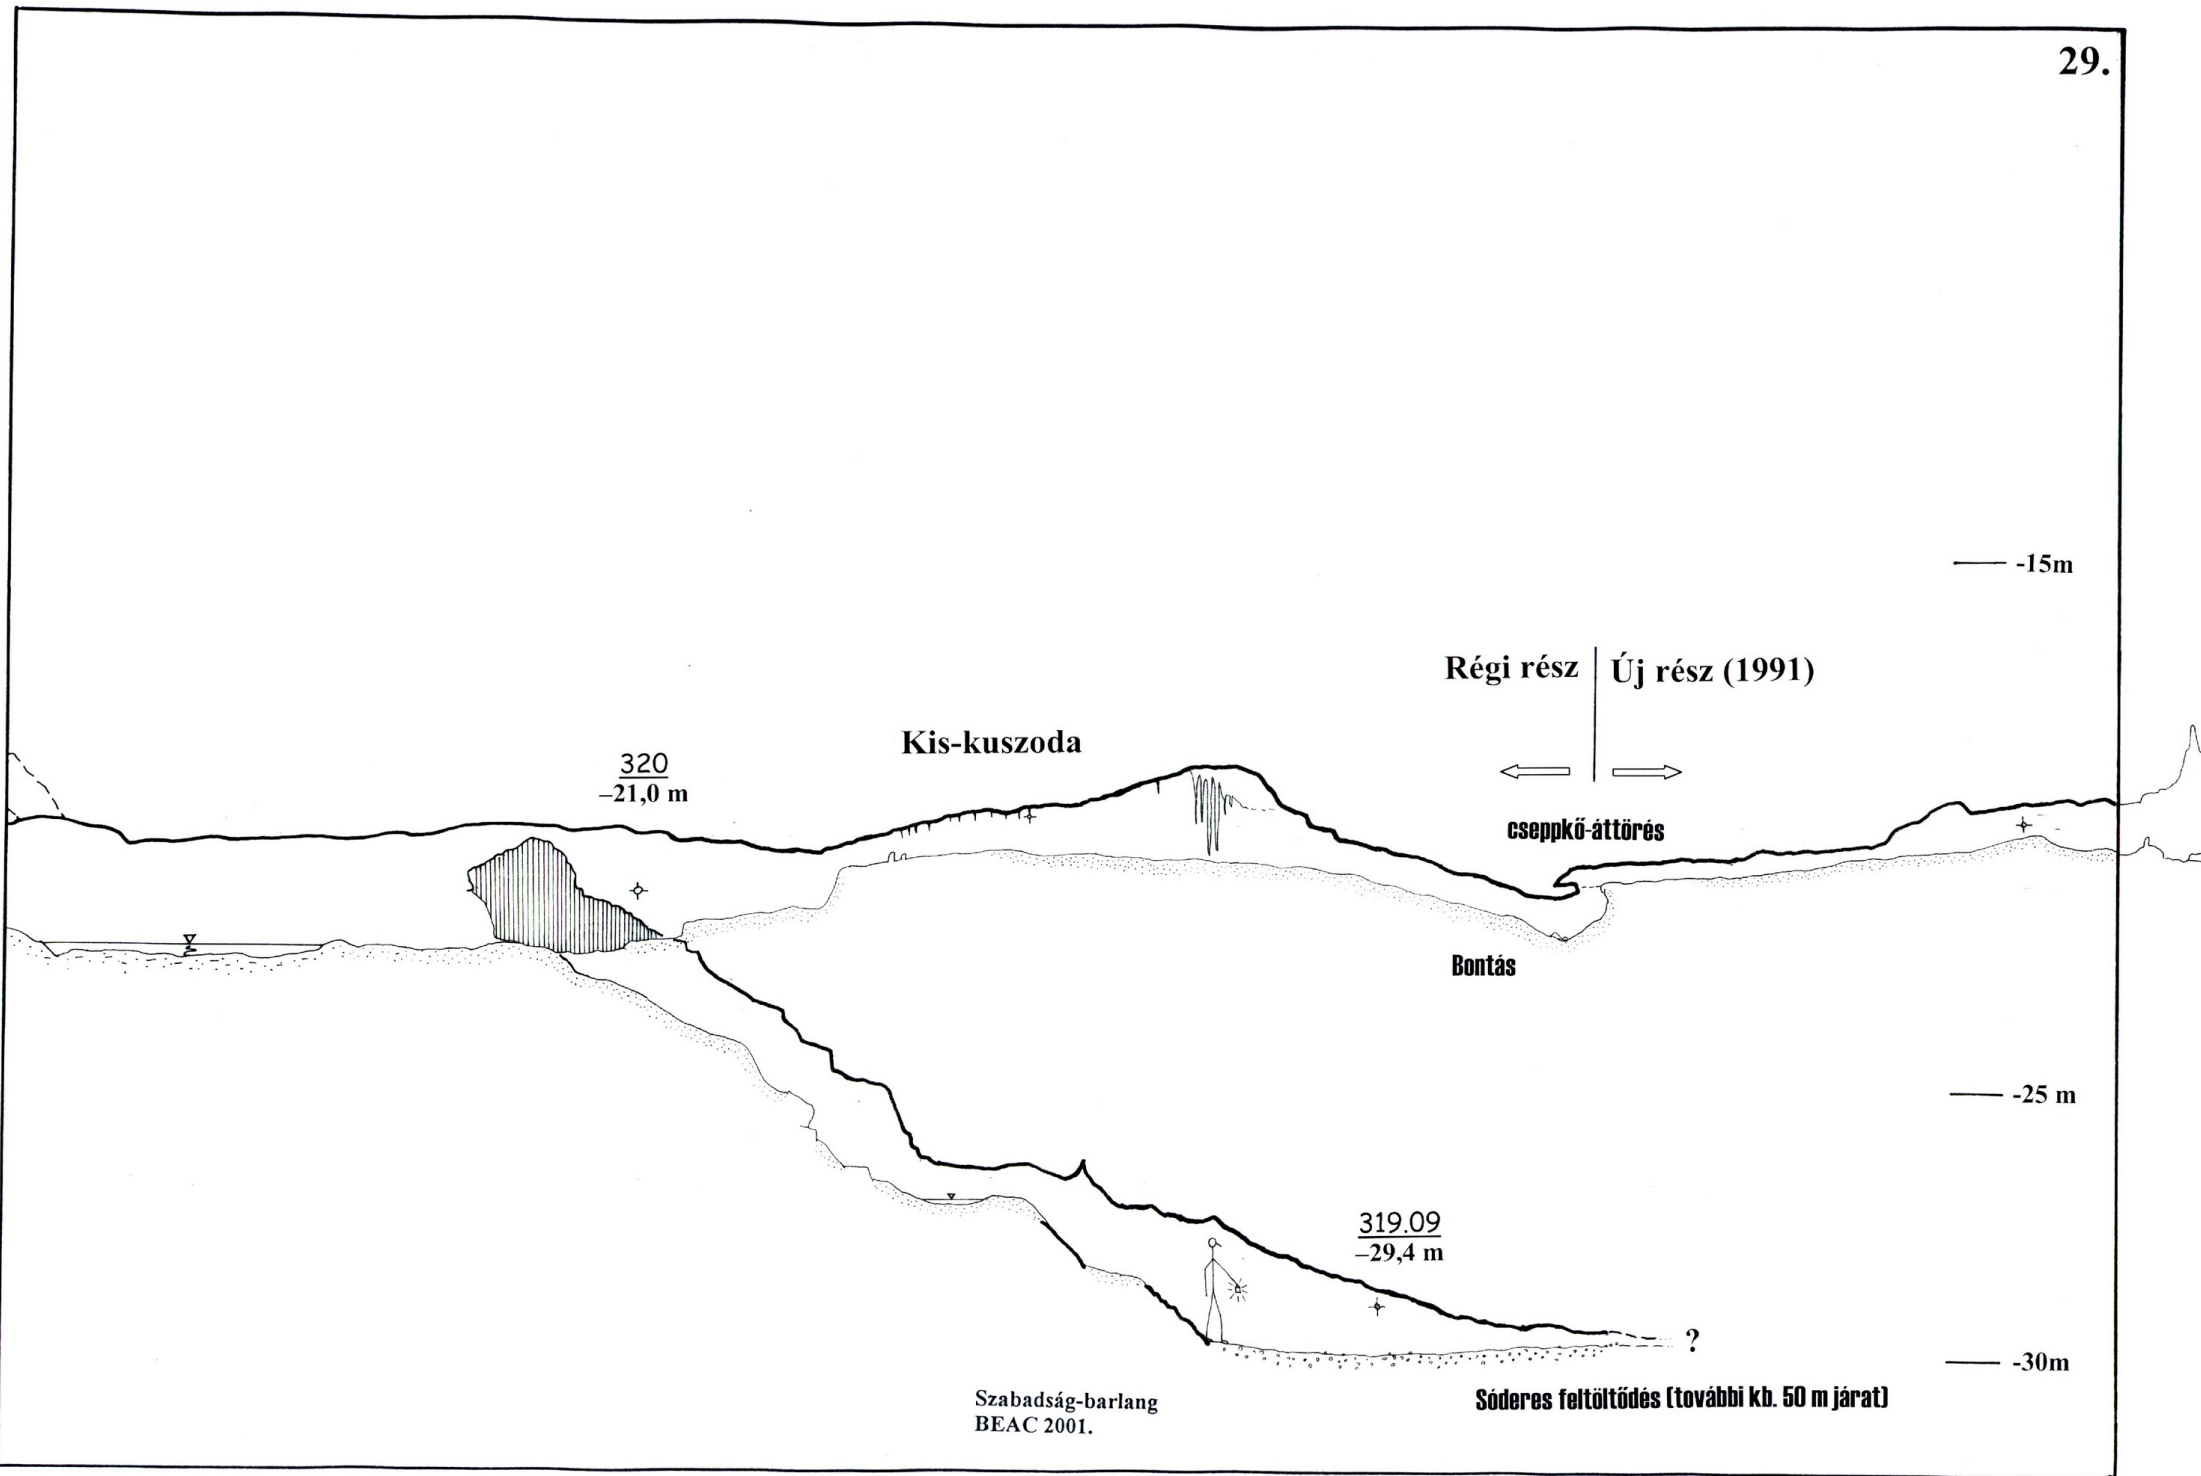 29.
-15m
Régi rész
Új rész (1991)
Kis-kuszoda
320
–21,0 m
cseppkő-áttörés
Bontás
-25 m
319.09
–29,4 m
?
-30m
Szabadság-barlang
BEAC 2001.
Sóderes feltöltődés (további kb. 50 m járat)